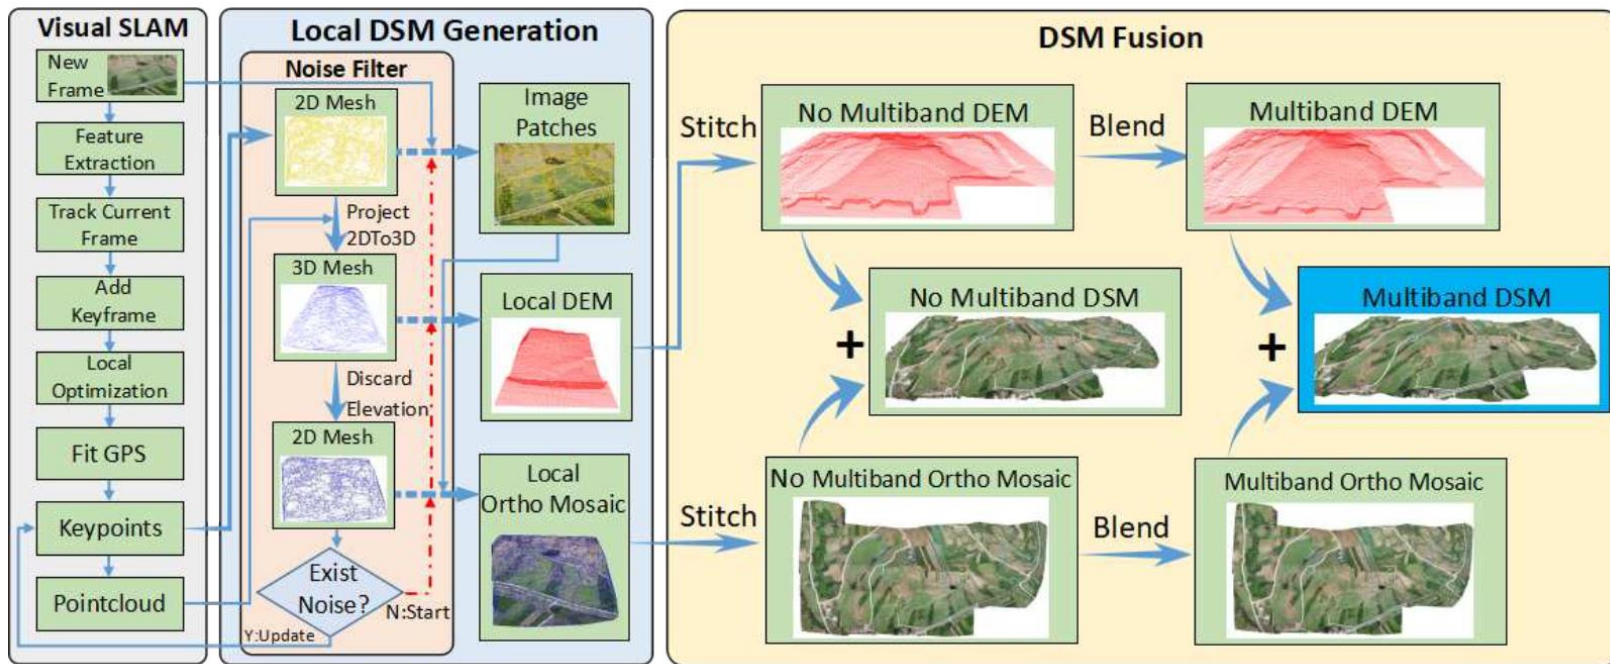 Visual SLAM
New
Frame
Feature
Extraction
Track Current
Frame
Add
Keyframe
Local
Optimization
Fit GPS
Keypoints
Pointcloud
Local DSM Generation
Noise Filter
2D Mesh
Project
2DTo3D
3D Mesh
Discard
Elevation
2D Mesh
Exist
Noise?
N:Start
Y:Update
Image
Patches
Local DEM
Local
Ortho Mosaic
DSM Fusion
Stitch
No Multiband DEM
Blend
Multiband DEM
No Multiband DSM
+
Multiband DSM
+
Stitch
No Multiband Ortho Mosaic
Blend
Multiband Ortho Mosaic